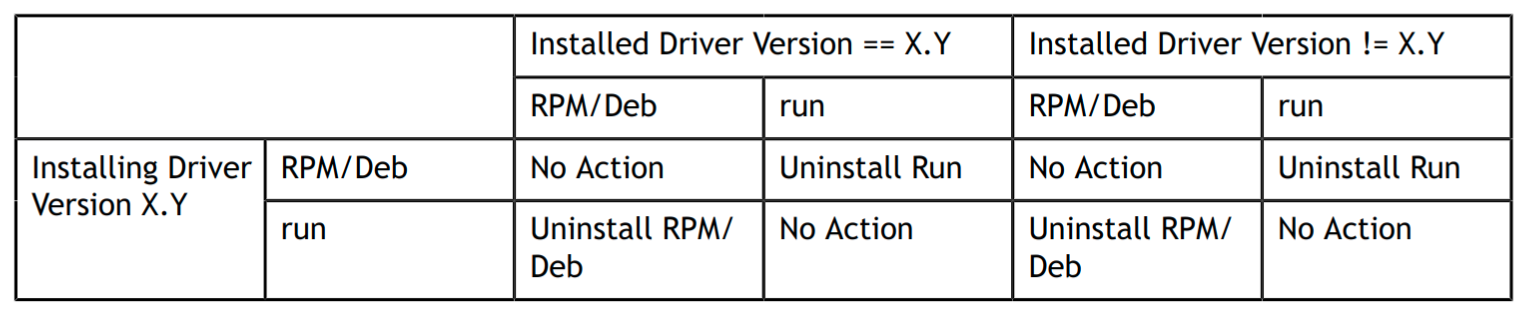 Installed Driver Version == X.Y
Installed Driver Version != X.Y
RPM/Deb
run
RPM/Deb
run
Installing Driver
Version X.Y
RPM/Deb
No Action
Uninstall Run
No Action
Uninstall Run
run
Uninstall RPM/
Deb
No Action
Uninstall RPM/
Deb
No Action